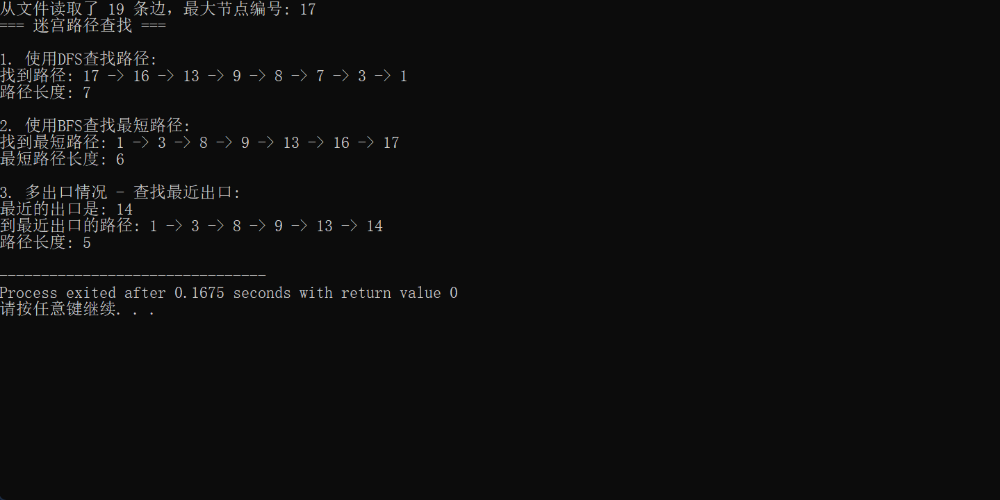 从文件读取了 19 条边，最大节点编号: 17
=== 迷宫路径查找 ===
1. 使用DFS查找路径:
找到路径: 17 -> 16 -> 13 -> 9 -> 8 -> 7 -> 3 -> 1
路径长度: 7
2. 使用BFS查找最短路径:
找到最短路径: 1 -> 3 -> 8 -> 9 -> 13 -> 16 -> 17
最短路径长度: 6
3. 多出口情况 - 查找最近出口:
最近的出口是: 14
到最近出口的路径: 1 -> 3 -> 8 -> 9 -> 13 -> 14
路径长度: 5
--------------------------------
Process exited after 0.1675 seconds with return value 0
请按任意键继续. . .